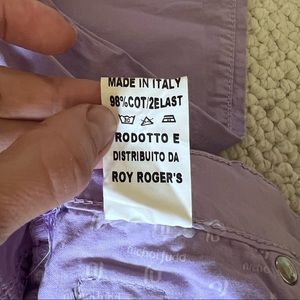 MADE IN ITALY
98%COT/2ELAST
RODOTTO E
DISTRIBUITO DA
ROY ROGER'S